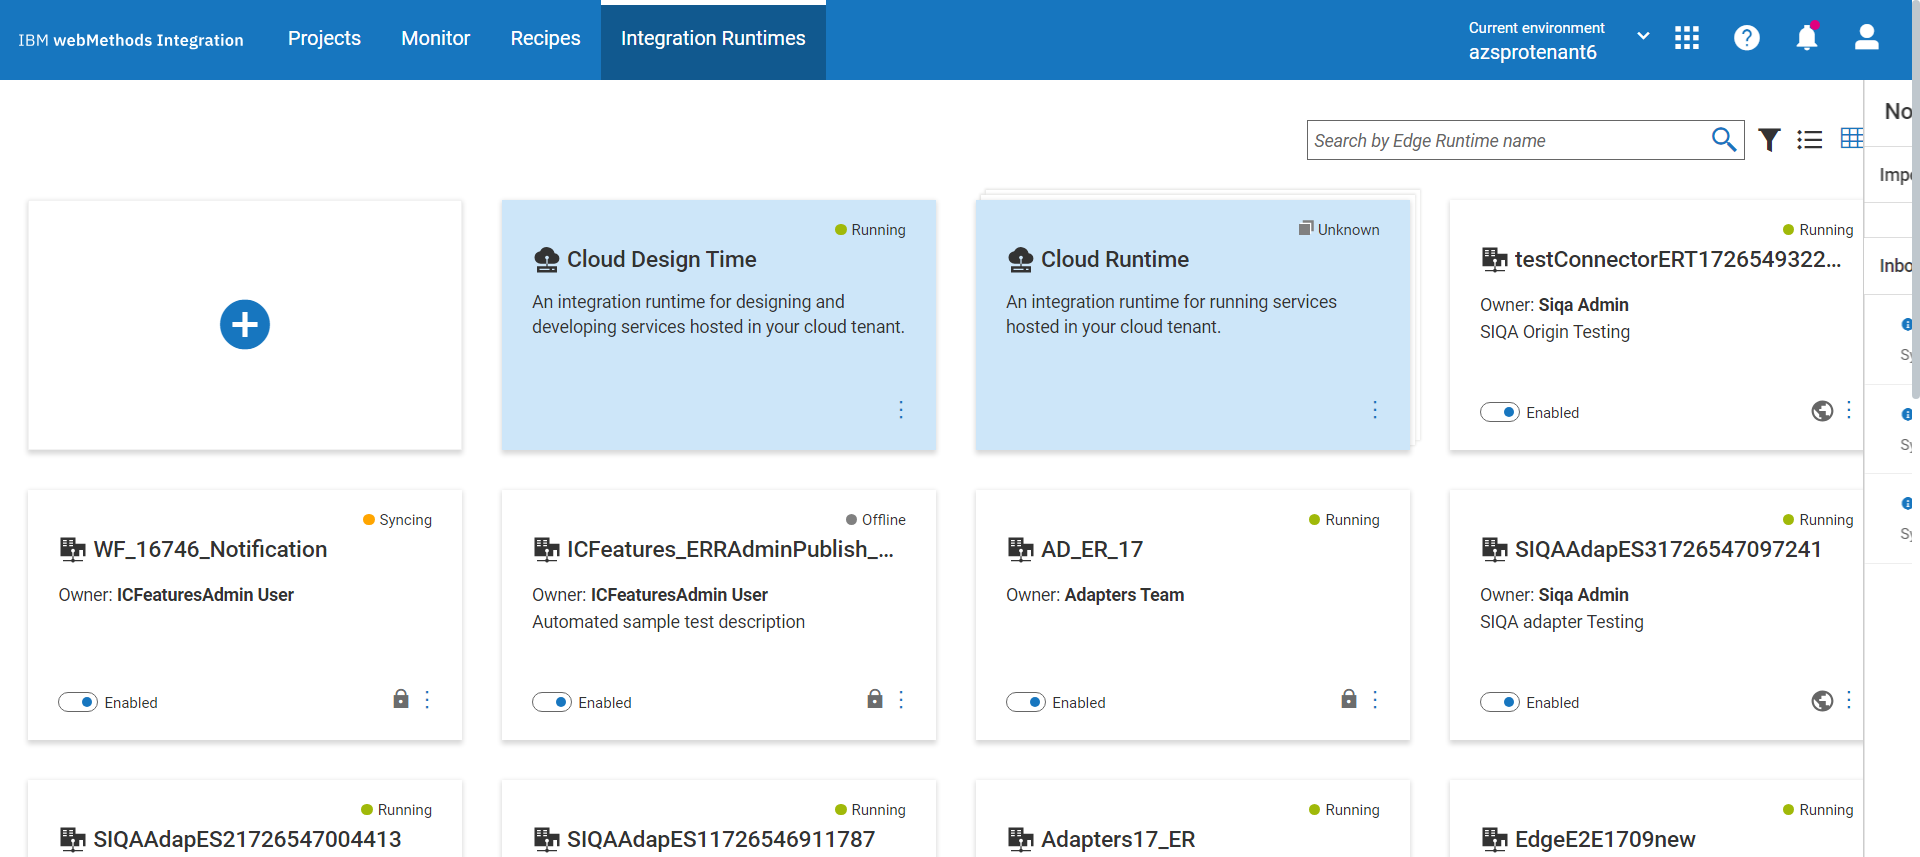 IBM webMethods Integration
Projects
Monitor
Recipes
Integration Runtimes
Current environment
azsprotenant6
Search by Edge Runtime name
No
Impo
Inbo
Running
Cloud Design Time
An integration runtime for designing and
developing services hosted in your cloud tenant.
Unknown
Cloud Runtime
An integration runtime for running services
hosted in your cloud tenant.
Running
testConnectorERT1726549322...
Owner: Siqa Admin
SIQA Origin Testing
Enabled
Sy
Sy
Sy
Syncing
WF_16746_Notification
Owner: ICFeaturesAdmin User
Enabled
Offline
ICFeatures_ERRAdminPublish_...
Owner: ICFeaturesAdmin User
Automated sample test description
Enabled
Running
AD_ER_17
Owner: Adapters Team
Enabled
Running
SIQAAdapES31726547097241
Owner: Siqa Admin
SIQA adapter Testing
Enabled
Running
SIQAAdapES21726547004413
Running
SIQAAdapES11726546911787
Running
Adapters17_ER
Running
EdgeE2E1709new